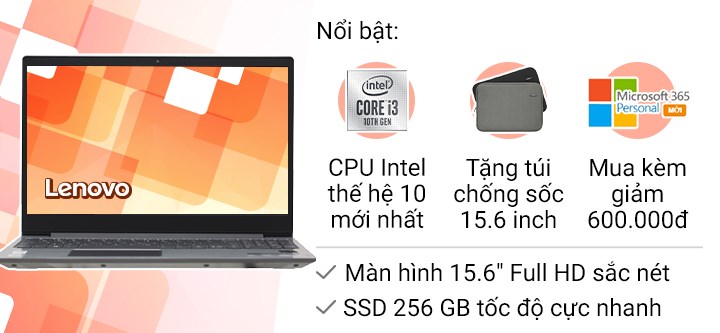 Nổi bật:
Lenovo
intel
CORE i3
10TH GEN
Microsoft 365
Personal MỚI
CPU Intel
thế hệ 10
mới nhất
Tặng túi
chống sốc
15.6 inch
Mua kèm
giảm
600.000đ
Màn hình 15.6" Full HD sắc nét
SSD 256 GB tốc độ cực nhanh